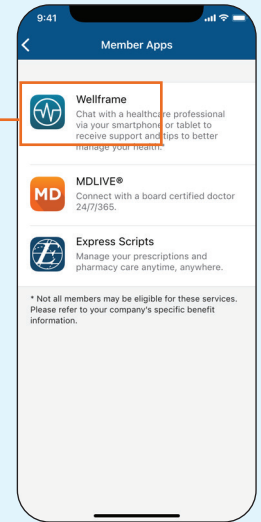 9:41
Member Apps
Wellframe
Chat with a healthcare professional
via your smartphone or tablet to
receive support and tips to better
manage your health.
MD
MDLIVE®
Connect with a board certified doctor
24/7/365.
Express Scripts
Manage your prescriptions and
pharmacy care anytime, anywhere.
* Not all members may be eligible for these services.
Please refer to your company's specific benefit
information.